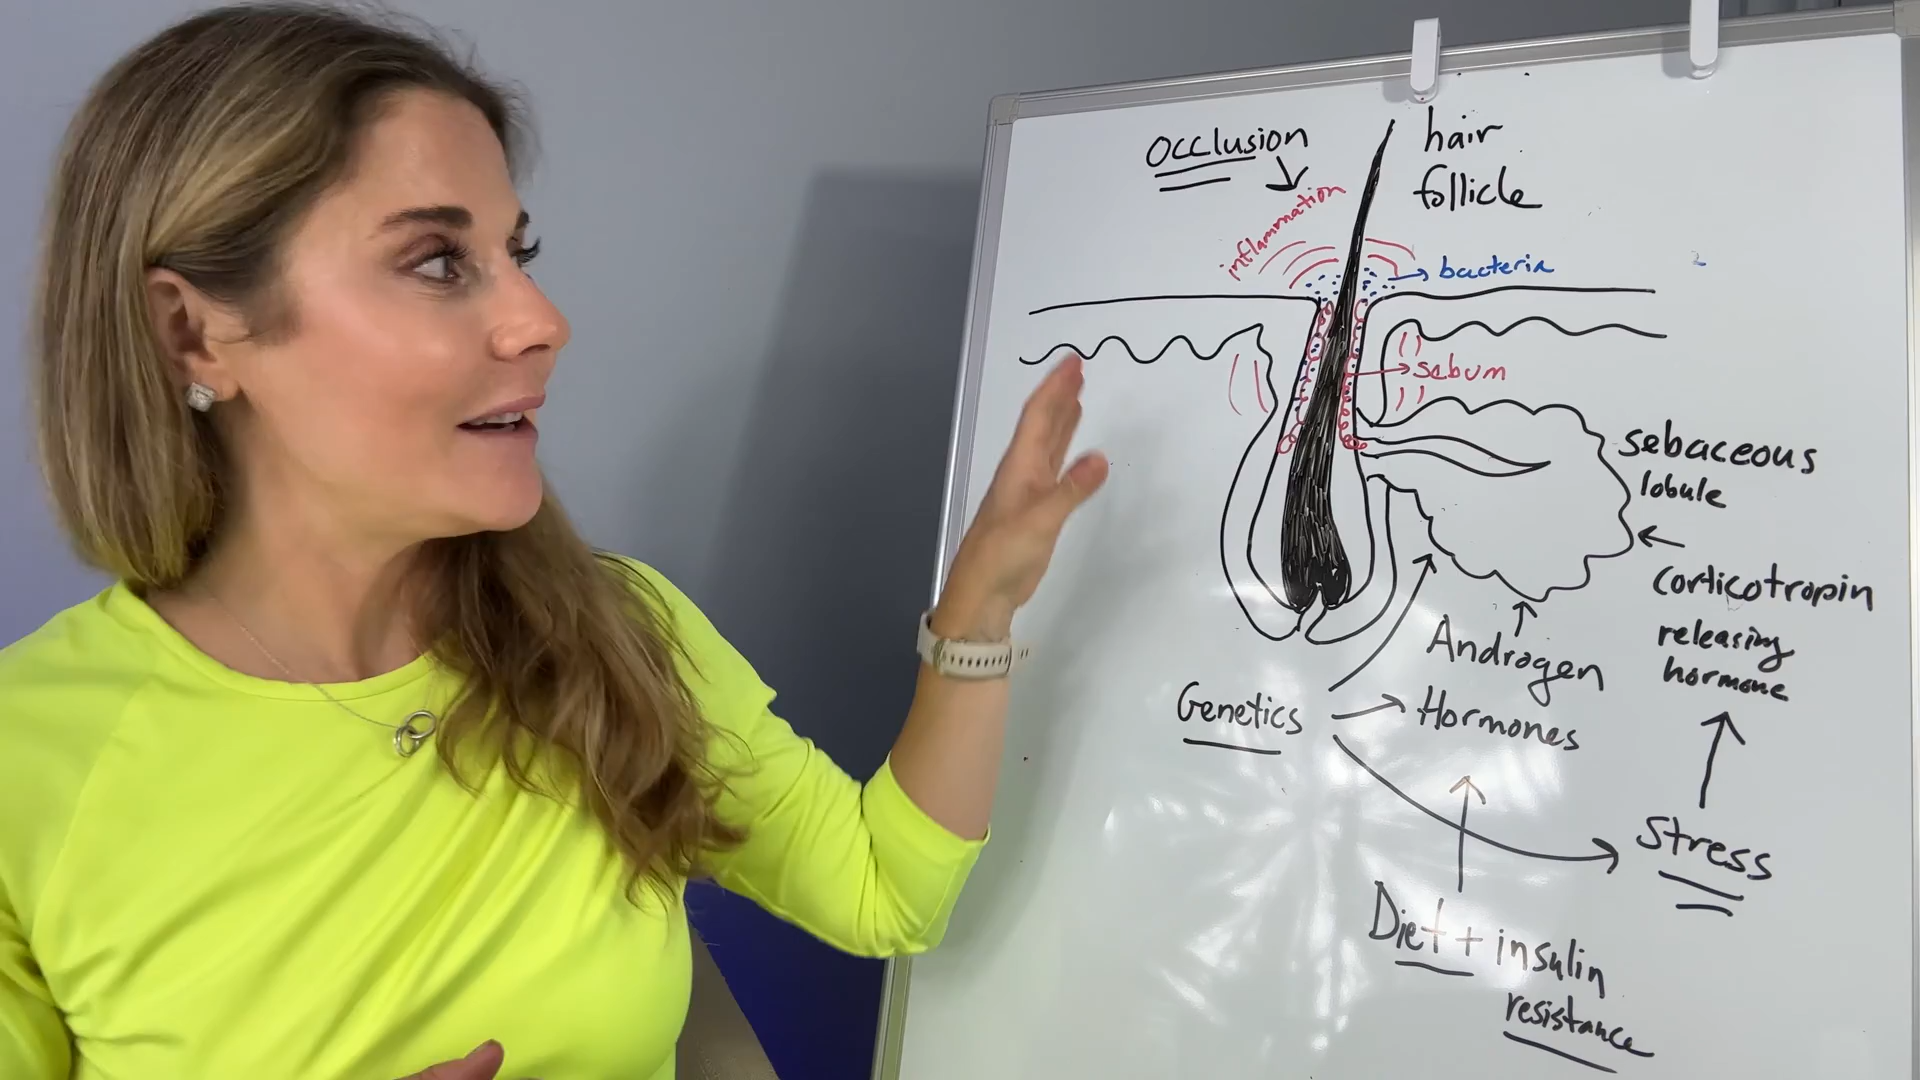 Occlusion
hair
follicle
inflammation
bacteria
sebum
sebaceous
lobule
corticotropin
releasing
hormone
Androgen
Hormones
Genetics
Stress
Diet + insulin
resistance